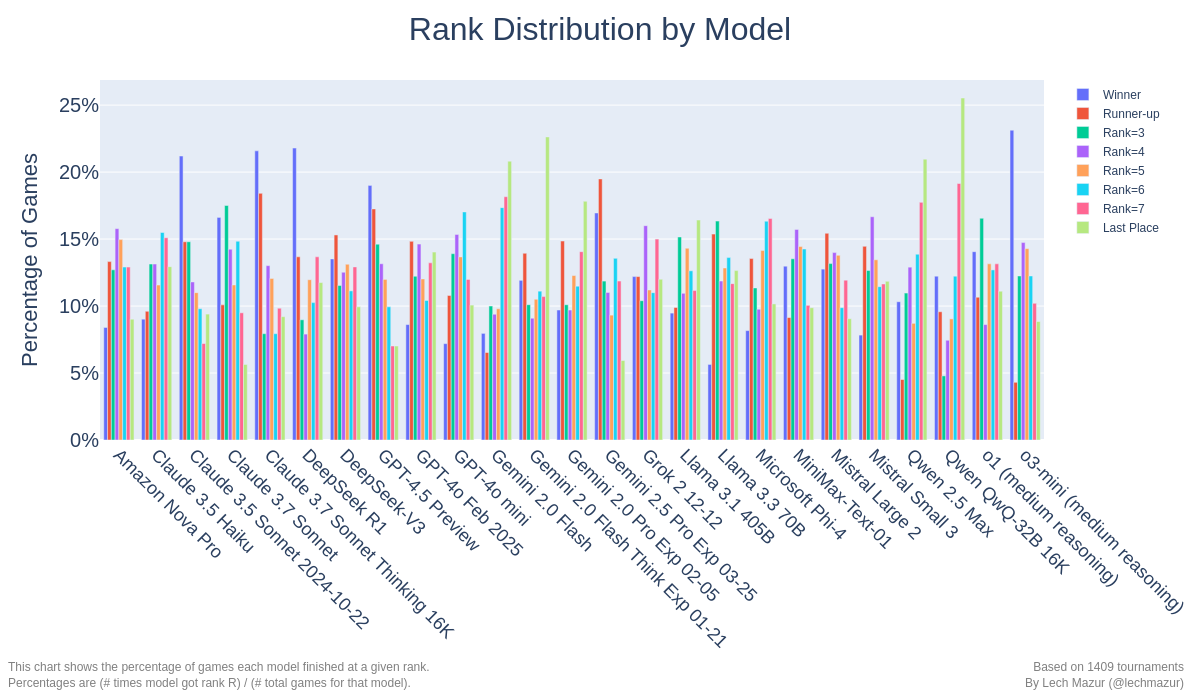 Rank Distribution by Model
Percentage of Games
25%
20%
15%
10%
5%
0%
Winner
Runner-up
Rank=3
Rank=4
Rank=5
Rank=6
Rank=7
Last Place
Amazon Nova Pro
Claude 3.5 Haiku
Claude 3.5 Sonnet 2024-10-22
Claude 3.7 Sonnet
Claude 3.7 Sonnet Thinking 16K
DeepSeek R1
DeepSeek-V3
GPT-4.5 Preview
GPT-4o Feb 2025
GPT-4o mini
Gemini 2.0 Flash
Gemini 2.0 Flash Think Exp 01-21
Gemini 2.0 Pro Exp 02-05
Gemini 2.5 Pro Exp 03-25
Grok 2 12-12
Llama 3.1 405B
Llama 3.3 70B
Microsoft Phi-4
MiniMax-Text-01
Mistral Large 2
Mistral Small 3
Qwen 2.5 Max
Qwen QwQ-32B 16K
o1 (medium reasoning)
o3-mini (medium reasoning)
This chart shows the percentage of games each model finished at a given rank.
Percentages are (# times model got rank R) / (# total games for that model).
Based on 1409 tournaments
By Lech Mazur (@lechmazur)